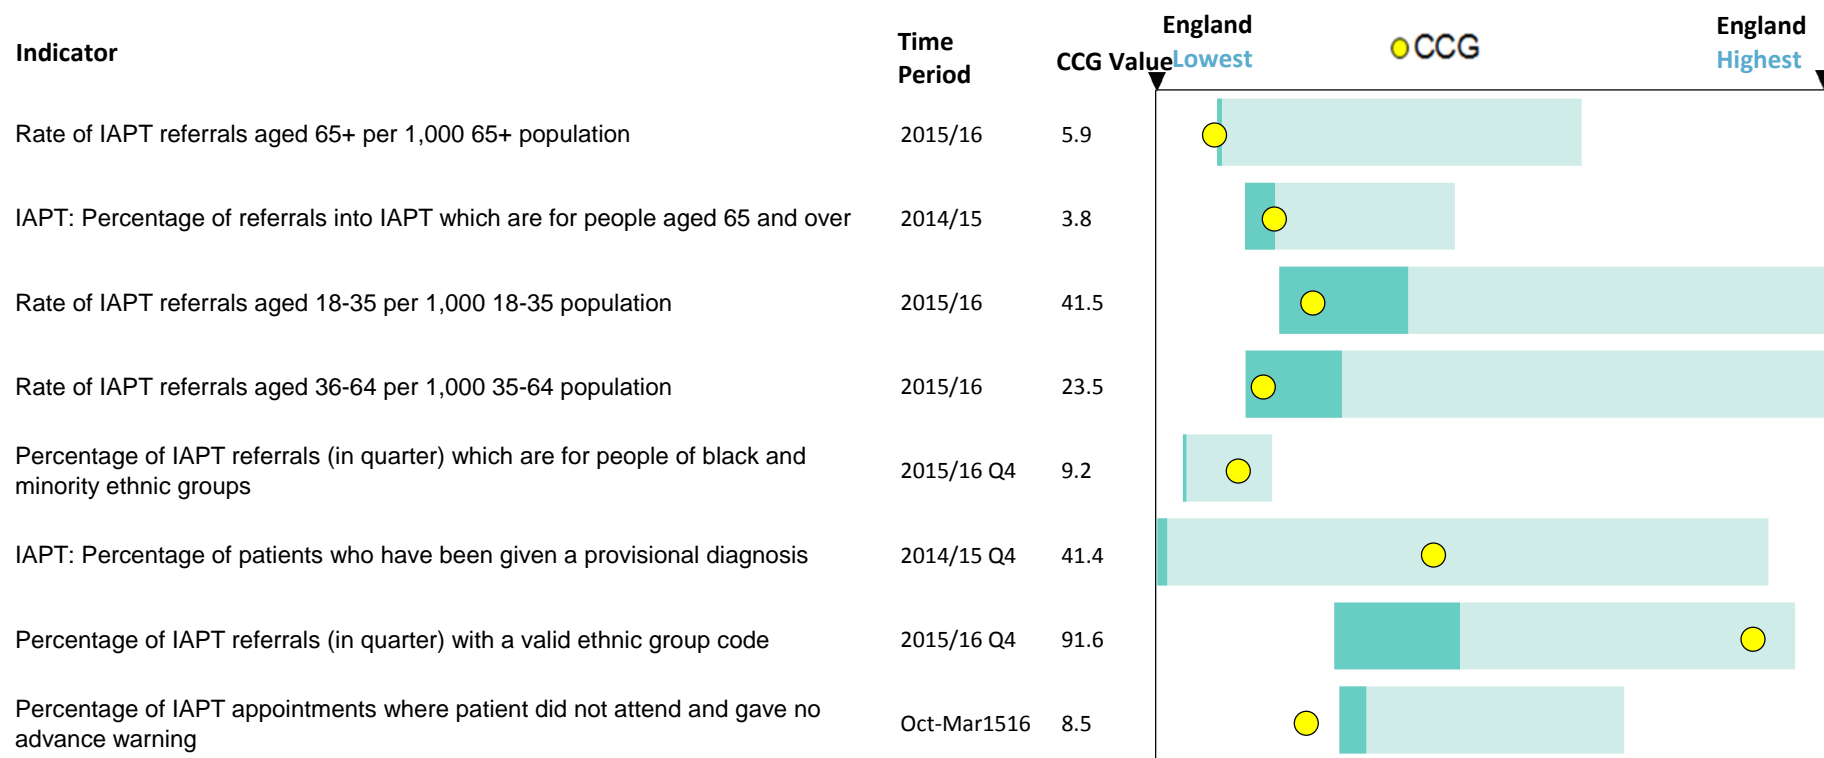 Indicator
Time
Period
CCG Value
England
Lowest
CCG
England
Highest
Rate of IAPT referrals aged 65+ per 1,000 65+ population 2015/16 5.9
IAPT: Percentage of referrals into IAPT which are for people aged 65 and over 2014/15 3.8
Rate of IAPT referrals aged 18-35 per 1,000 18-35 population 2015/16 41.5
Rate of IAPT referrals aged 36-64 per 1,000 35-64 population 2015/16 23.5
Percentage of IAPT referrals (in quarter) which are for people of black and
minority ethnic groups
2015/16 Q4 9.2
IAPT: Percentage of patients who have been given a provisional diagnosis 2014/15 Q4 41.4
Percentage of IAPT referrals (in quarter) with a valid ethnic group code 2015/16 Q4 91.6
Percentage of IAPT appointments where patient did not attend and gave no
advance warning
Oct-Mar1516 8.5